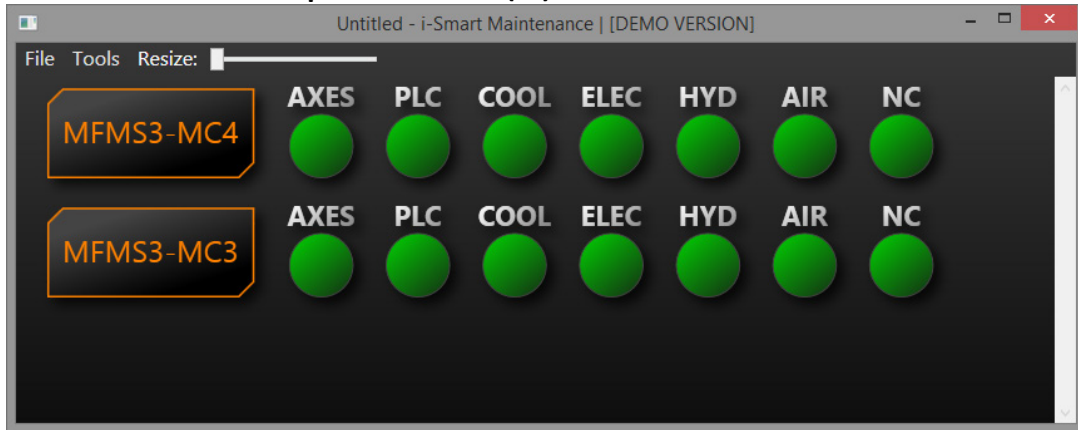 Untitled - i-Smart Maintenance | [DEMO VERSION]
File Tools Resize:
AXES PLC COOL ELEC HYD AIR NC
MFMS3-MC4
AXES PLC COOL ELEC HYD AIR NC
MFMS3-MC3